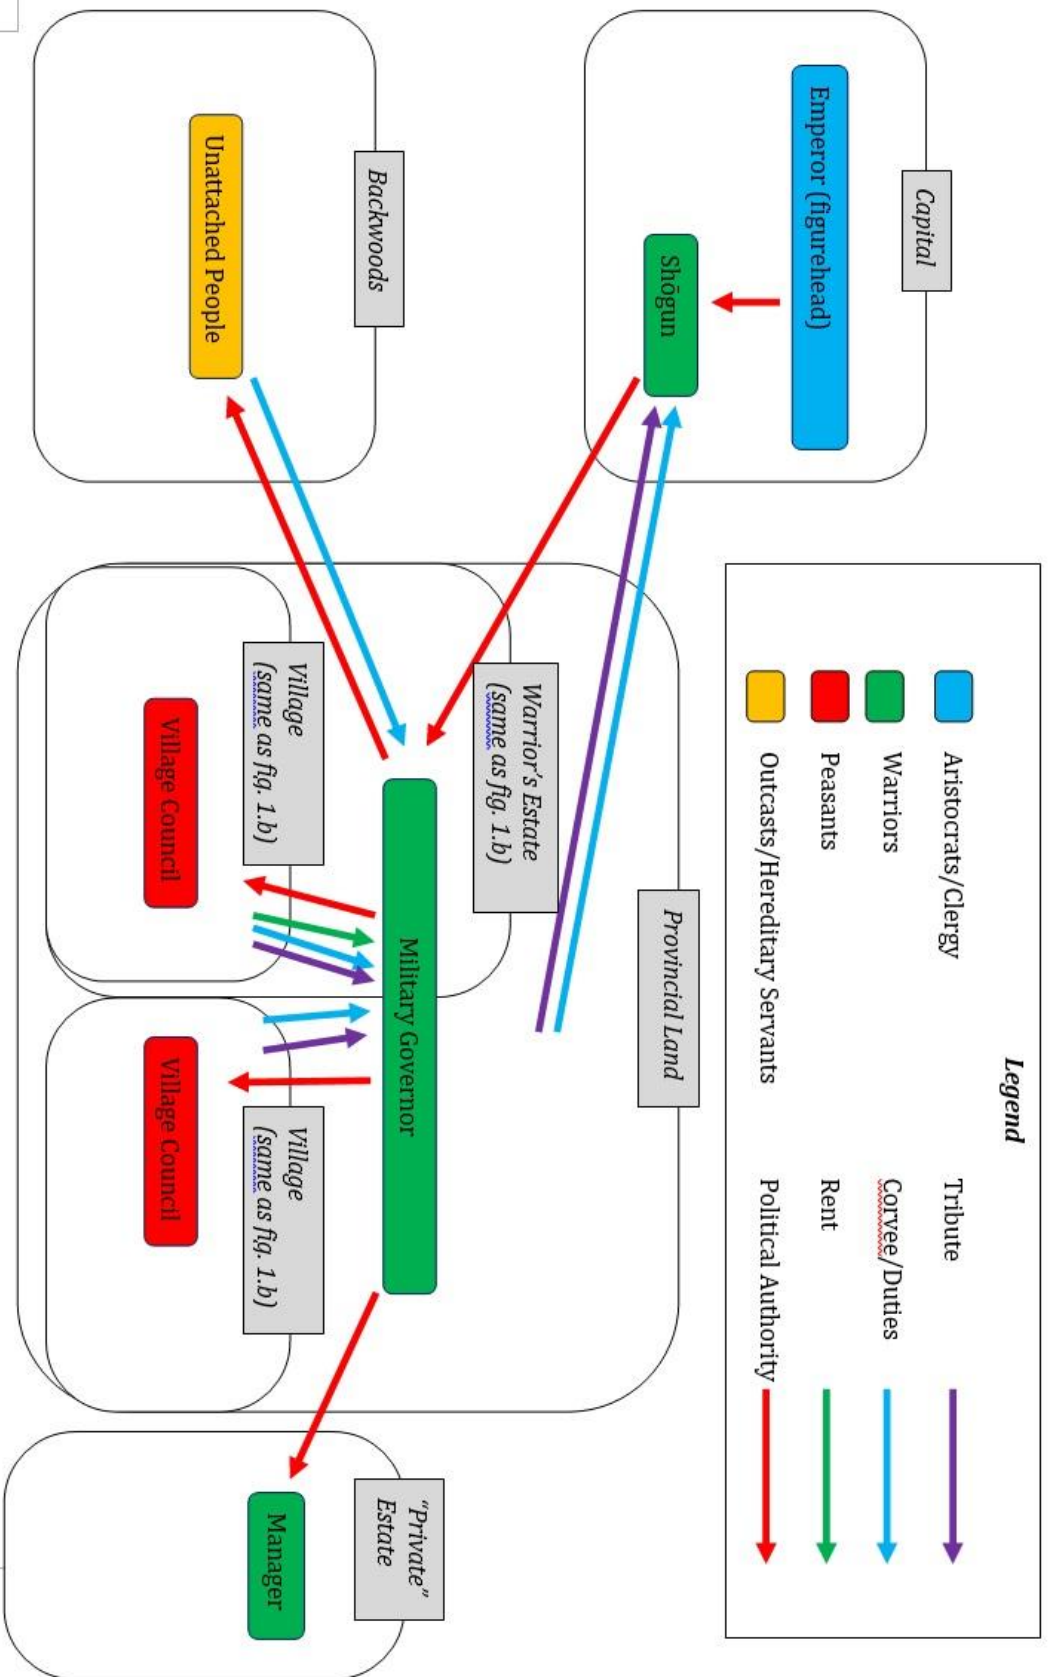 Capital
Emperor (figurehead)
Shōgun
Backwoods
Unattached People
Legend
Aristocrats/Clergy
Warriors
Peasants
Outcasts/Hereditary Servants
Tribute
Corvee/Duties
Rent
Political Authority
Provincial Land
Warrior's Estate
(same as fig. 1.b)
Military Governor
Village
(same as fig. 1.b)
Village Council
Village
(same as fig. 1.b)
Village Council
"Private"
Estate
Manager